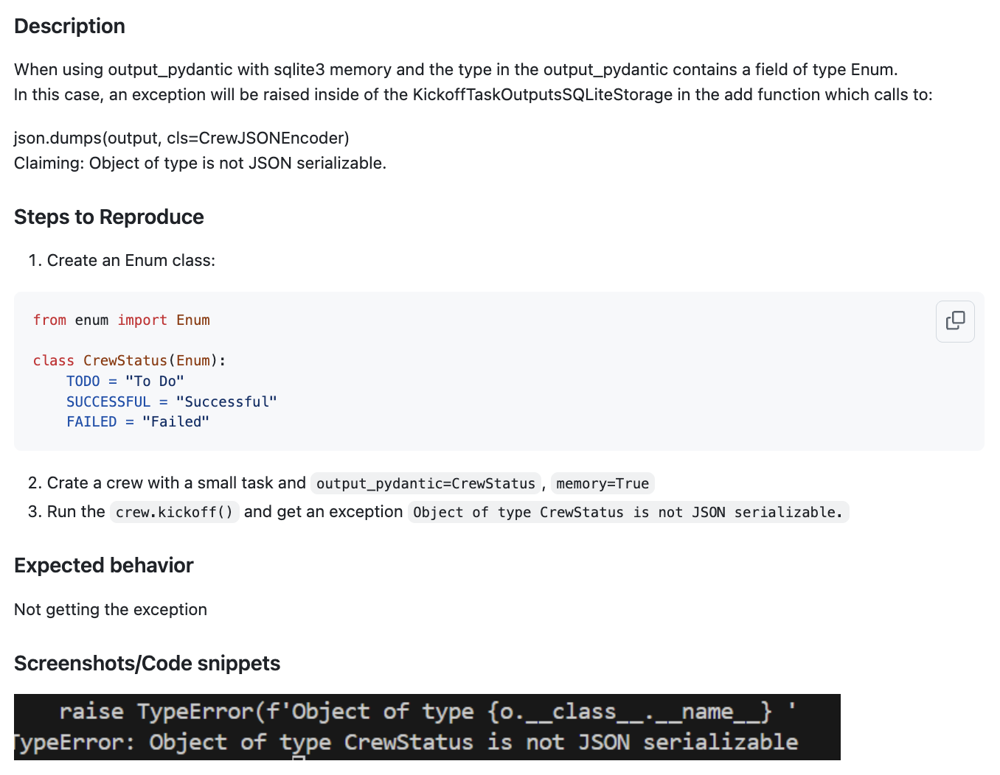 Description
When using output_pydantic with sqlite3 memory and the type in the output_pydantic contains a field of type Enum.
In this case, an exception will be raised inside of the KickoffTaskOutputsSQLiteStorage in the add function which calls to:
json.dumps(output, cls=CrewJSONEncoder)
Claiming: Object of type is not JSON serializable.
Steps to Reproduce
1. Create an Enum class:
from enum import Enum
class CrewStatus(Enum):
    TODO = "To Do"
    SUCCESSFUL = "Successful"
    FAILED = "Failed"
2. Crate a crew with a small task and output_pydantic=CrewStatus, memory=True
3. Run the crew.kickoff() and get an exception Object of type CrewStatus is not JSON serializable.
Expected behavior
Not getting the exception
Screenshots/Code snippets
raise TypeError(f'Object of type {o.__class__.__name__} '
TypeError: Object of type CrewStatus is not JSON serializable